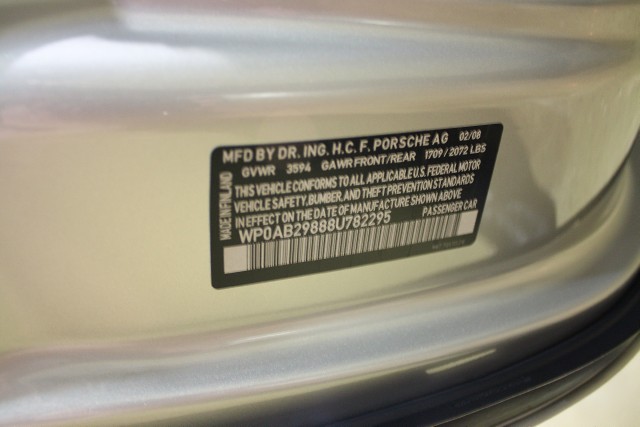 MFD BY DR. ING. H.C. F. PORSCHE AG 02/08
GVWR 3594 GAWR FRONT/REAR 1709 / 2072 LBS
THIS VEHICLE CONFORMS TO ALL APPLICABLE U.S. FEDERAL MOTOR
VEHICLE SAFETY, BUMBER, AND THEFT PREVENTION STANDARDS
IN EFFECT ON THE DATE OF MANUFACTURE SHOWN ABOVE
WP0AB29888U782295 PASSENGER CAR
MADE IN FINLAND